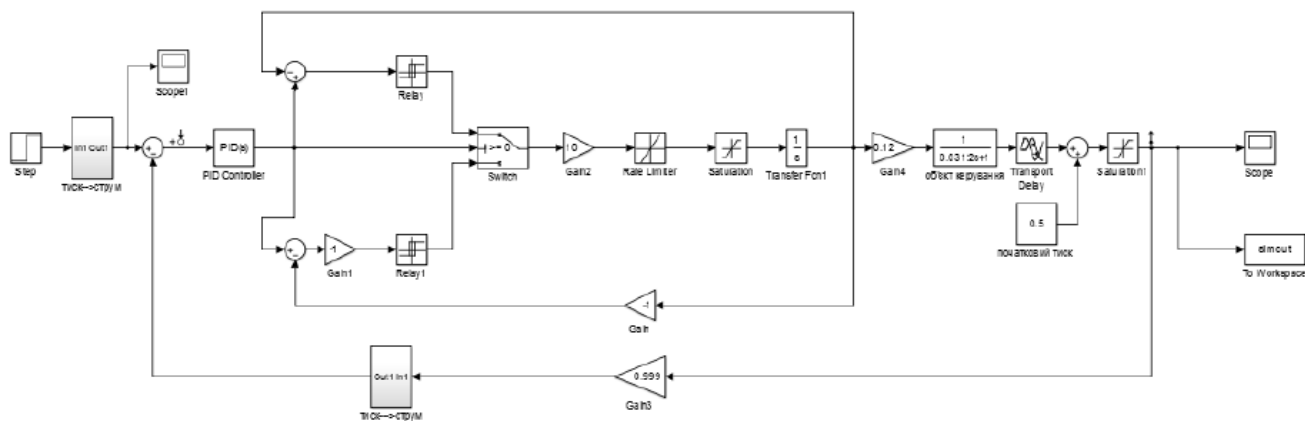 Scope1
Relay
Step
In1 Out1
тиск-->струм
PID(s)
PID Controller
>= 0
Switch
10
Gain2
Rate Limiter
Saturation
1
s
Transfer Fcn1
0.12
Gain4
1
об'єкт керування
Transport
Delay
Saturation1
Scope
0.5
початковий тиск
simout
To Workspace
-1
Gain1
Relay1
-1
Gain
Out1 In1
тиск-->струм
0.999
Gain3